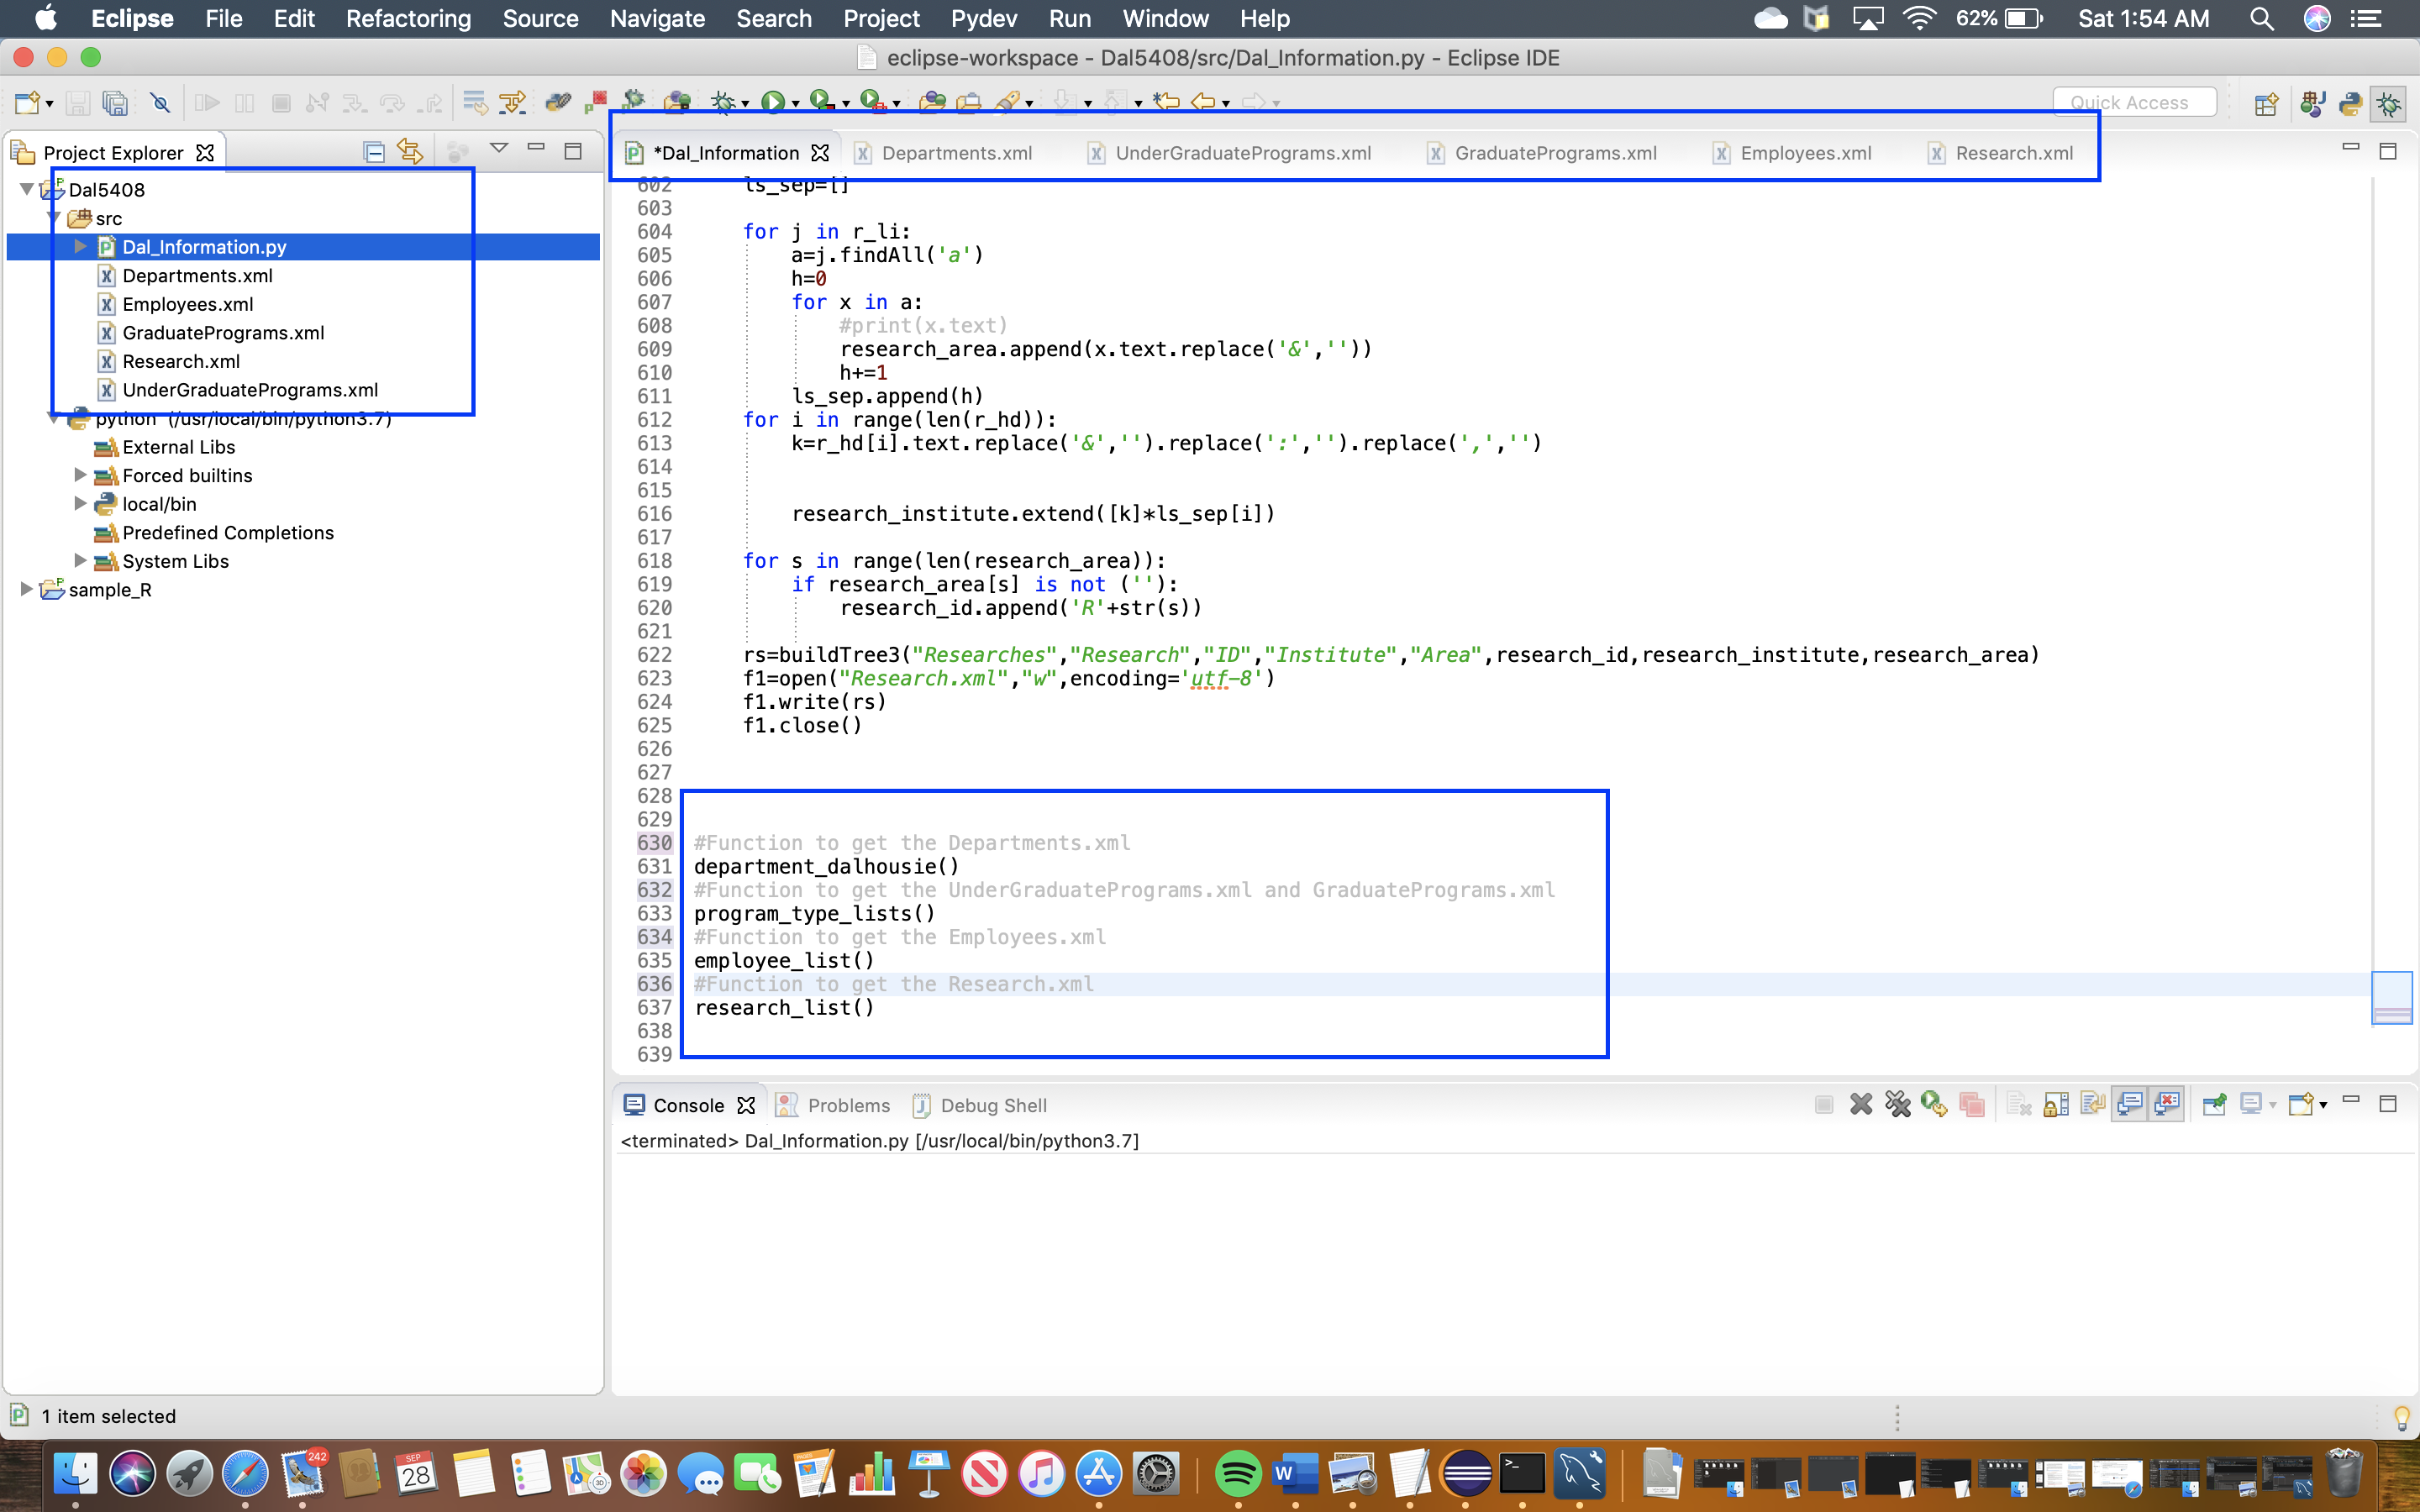 Eclipse File Edit Refactoring Source Navigate Search Project Pydev Run Window Help 62% Sat 1:54 AM
eclipse-workspace - Dal5408/src/Dal_Information.py - Eclipse IDE
Quick Access
Project Explorer
Dal5408
src
Dal_Information.py
Departments.xml
Employees.xml
GraduatePrograms.xml
Research.xml
UnderGraduatePrograms.xml
python (/usr/local/bin/python3.7)
External Libs
Forced builtins
local/bin
Predefined Completions
System Libs
sample_R
*Dal_Information Departments.xml UnderGraduatePrograms.xml GraduatePrograms.xml Employees.xml Research.xml
602 ls_sep=[]
603
604 for j in r_li:
605 a=j.findAll('a')
606 h=0
607 for x in a:
608 #print(x.text)
609 research_area.append(x.text.replace('&',''))
610 h+=1
611 ls_sep.append(h)
612 for i in range(len(r_hd)):
613 k=r_hd[i].text.replace('&','').replace(':','').replace(',','')
614
615
616 research_institute.extend([k]*ls_sep[i])
617
618 for s in range(len(research_area)):
619 if research_area[s] is not (''):
620 research_id.append('R'+str(s))
621
622 rs=buildTree3("Researches","Research","ID","Institute","Area",research_id,research_institute,research_area)
623 f1=open("Research.xml","w",encoding='utf-8')
624 f1.write(rs)
625 f1.close()
626
627
628
629
630 #Function to get the Departments.xml
631 department_dalhousie()
632 #Function to get the UnderGraduatePrograms.xml and GraduatePrograms.xml
633 program_type_lists()
634 #Function to get the Employees.xml
635 employee_list()
636 #Function to get the Research.xml
637 research_list()
638
639
Console Problems Debug Shell
<terminated> Dal_Information.py [/usr/local/bin/python3.7]
1 item selected
242
SEP
28